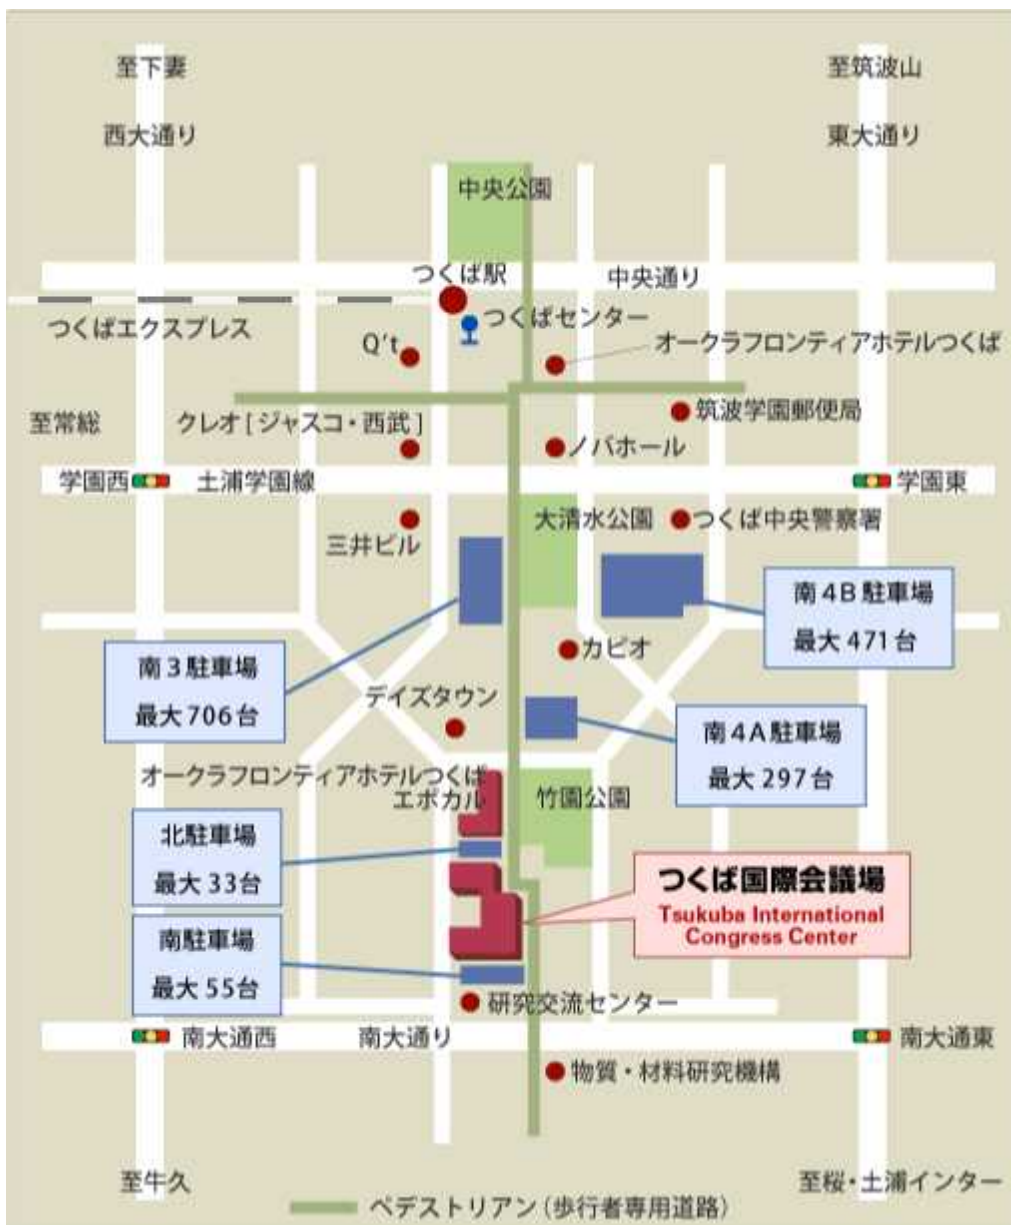 至下妻
至筑波山
西大通り
東大通り
中央公園
つくば駅
中央通り
つくばエクスプレス
つくばセンター
Q't
オークラフロンティアホテルつくば
至常総
クレオ [ ジャスコ・西武 ]
筑波学園郵便局
ノバホール
学園西
土浦学園線
学園東
大清水公園
つくば中央警察署
三井ビル
南4B駐車場
最大 471 台
カピオ
南3駐車場
最大 706 台
デイズタウン
南4A駐車場
最大 297 台
オークラフロンティアホテルつくば
エポカル
竹園公園
北駐車場
最大 33 台
つくば国際会議場
Tsukuba International
Congress Center
南駐車場
最大 55 台
研究交流センター
南大通西
南大通り
南大通東
物質・材料研究機構
至牛久
至桜・土浦インター
ペデストリアン (歩行者専用道路)